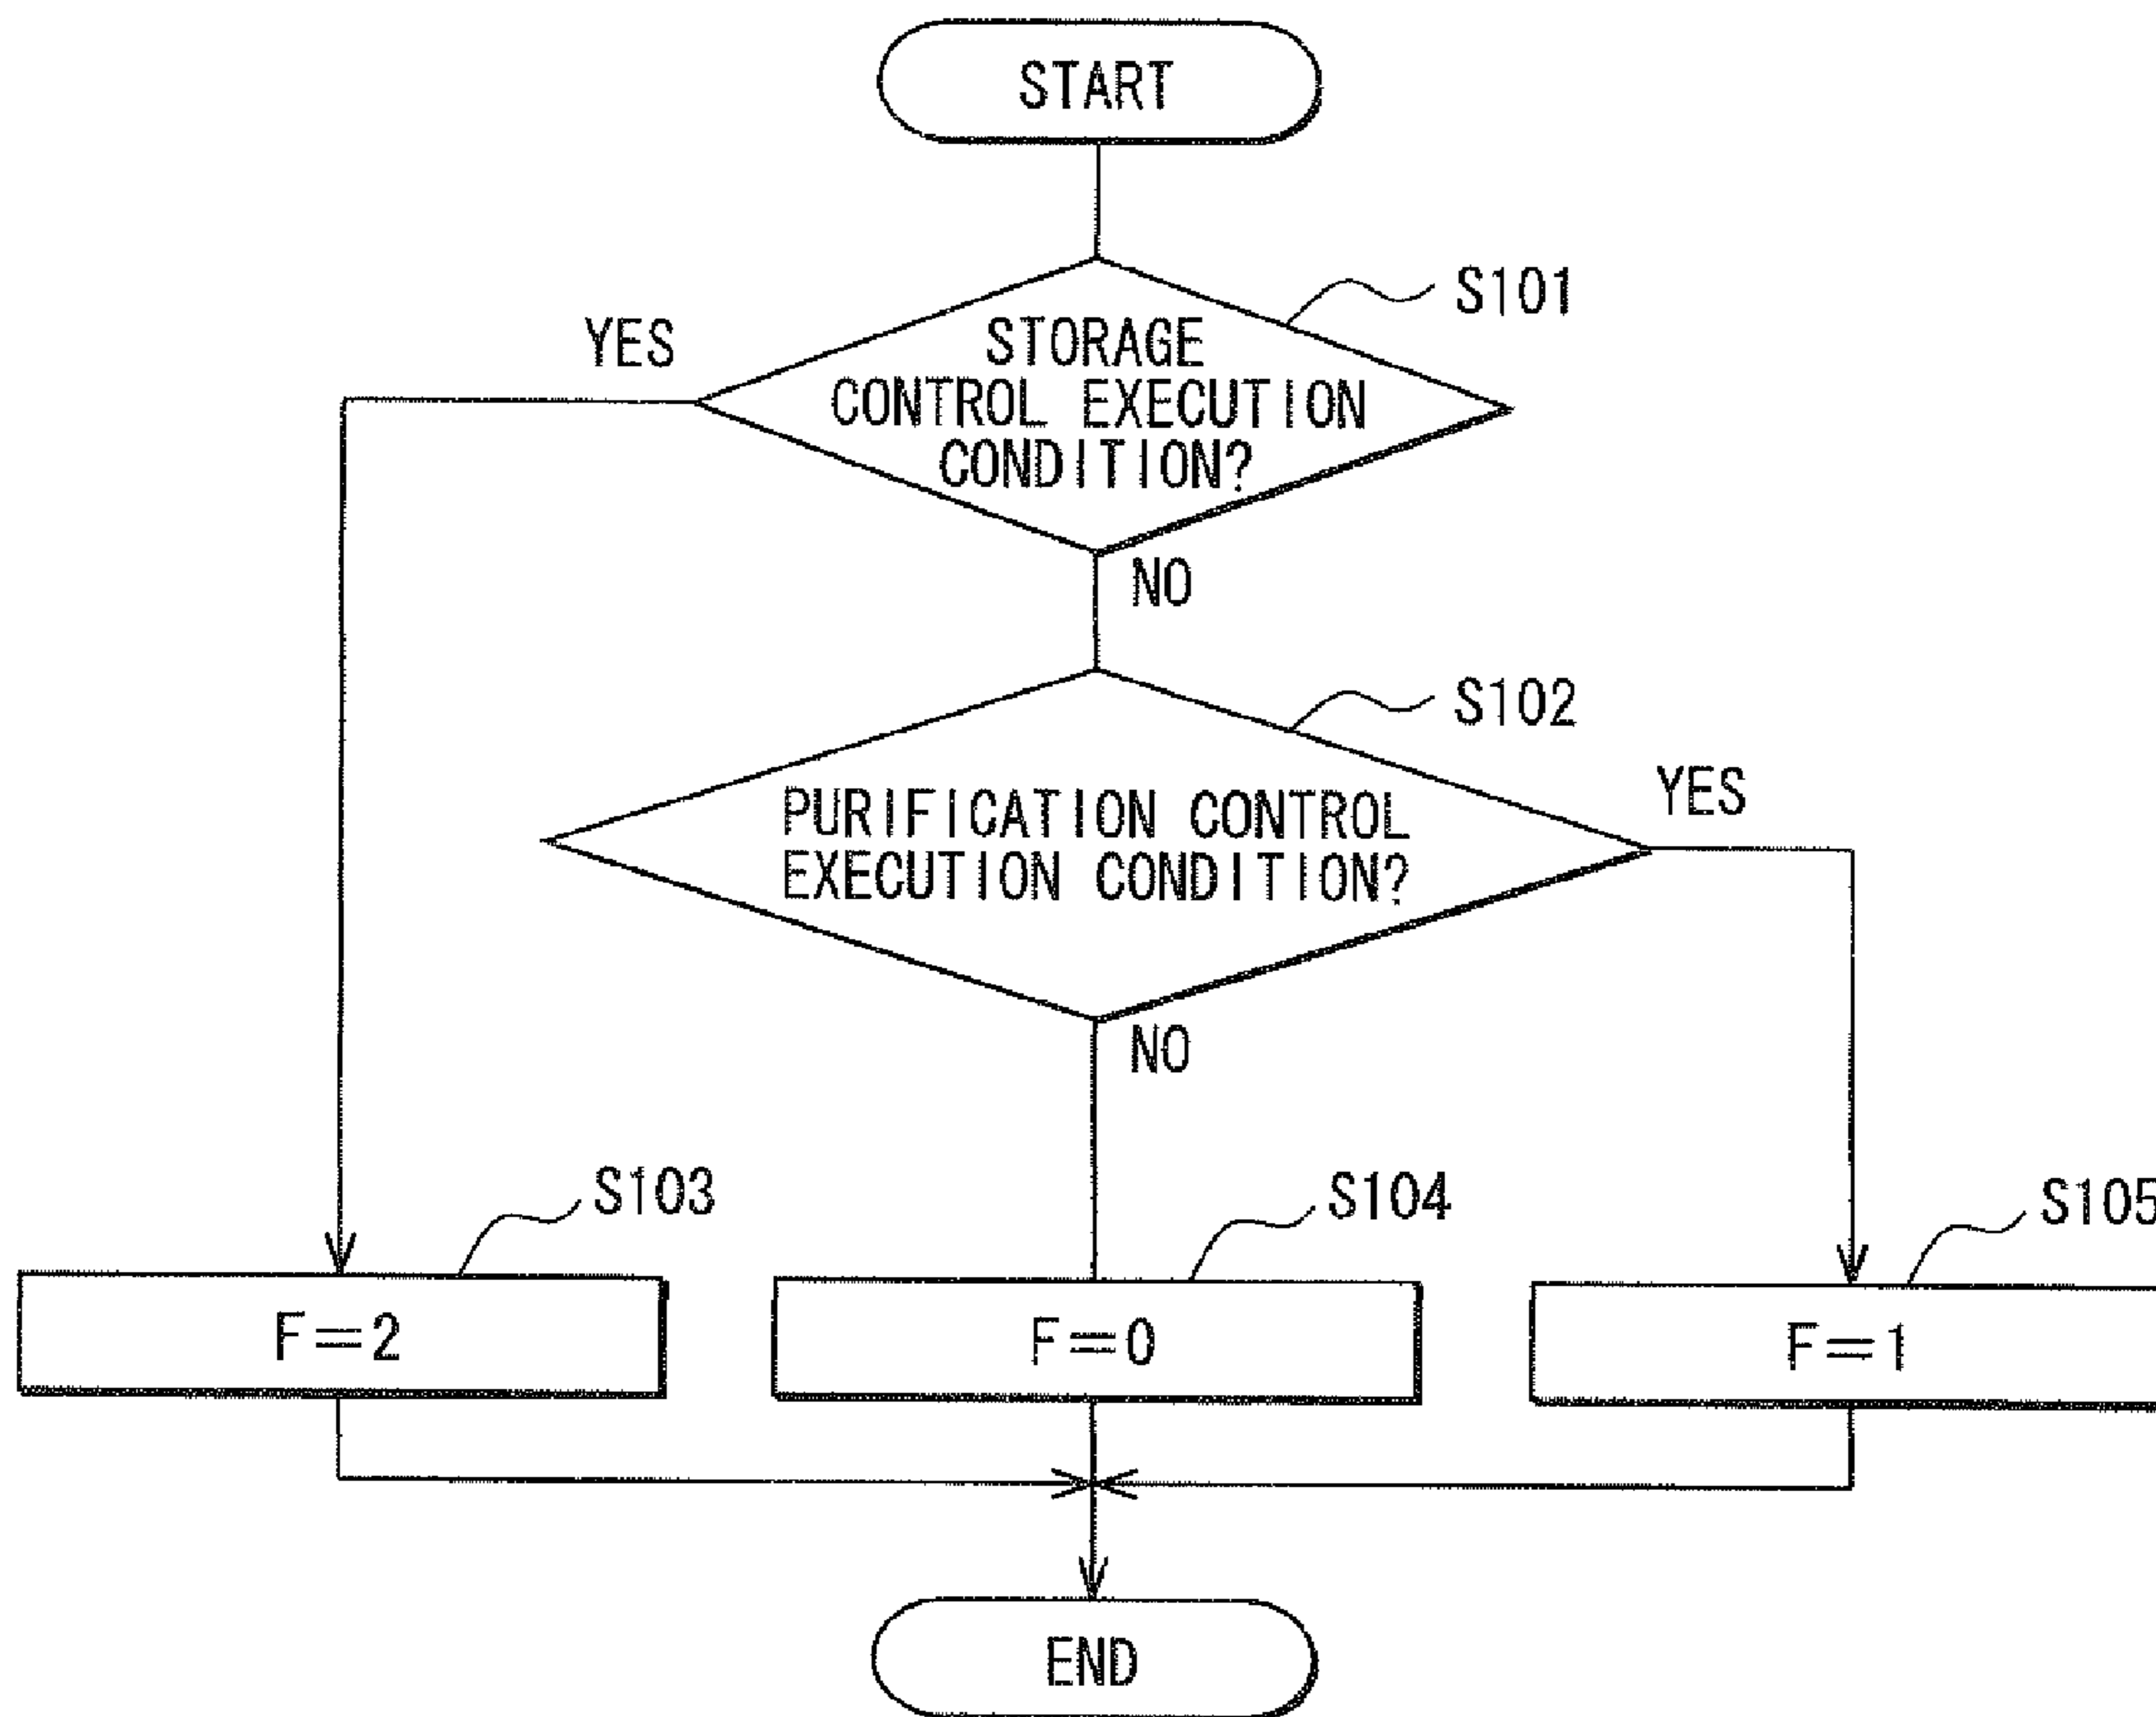 START
S101
YES
STORAGE
CONTROL EXECUTION
CONDITION?
NO
S102
YES
PURIFICATION CONTROL
EXECUTION CONDITION?
NO
S103
S104
S105
F=2
F=0
F=1
END